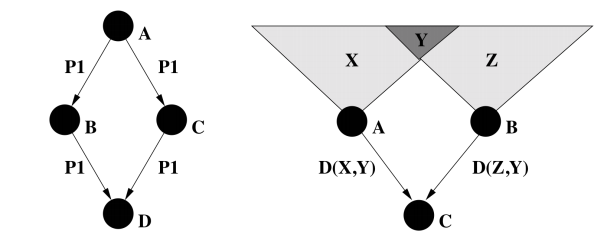 A
P1 P1
B C
P1 P1
D
Y
X Z
A B
D(X,Y) D(Z,Y)
C